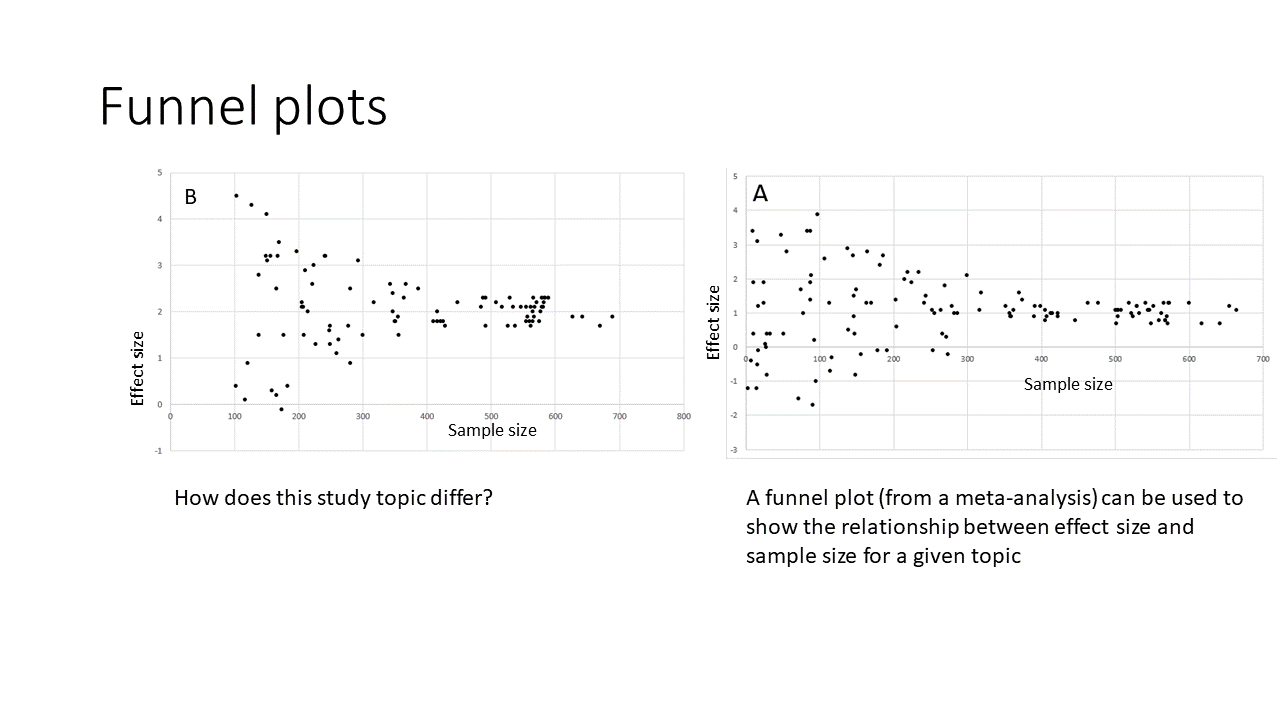 Funnel plots
B
5
4
3
2
1
0
-1
0 100 200 300 400 500 600 700 800
Effect size
Sample size
How does this study topic differ?
A
5
4
3
2
1
0
-1
-2
-3
0 100 200 300 400 500 600 700
Effect size
Sample size
A funnel plot (from a meta-analysis) can be used to
show the relationship between effect size and
sample size for a given topic